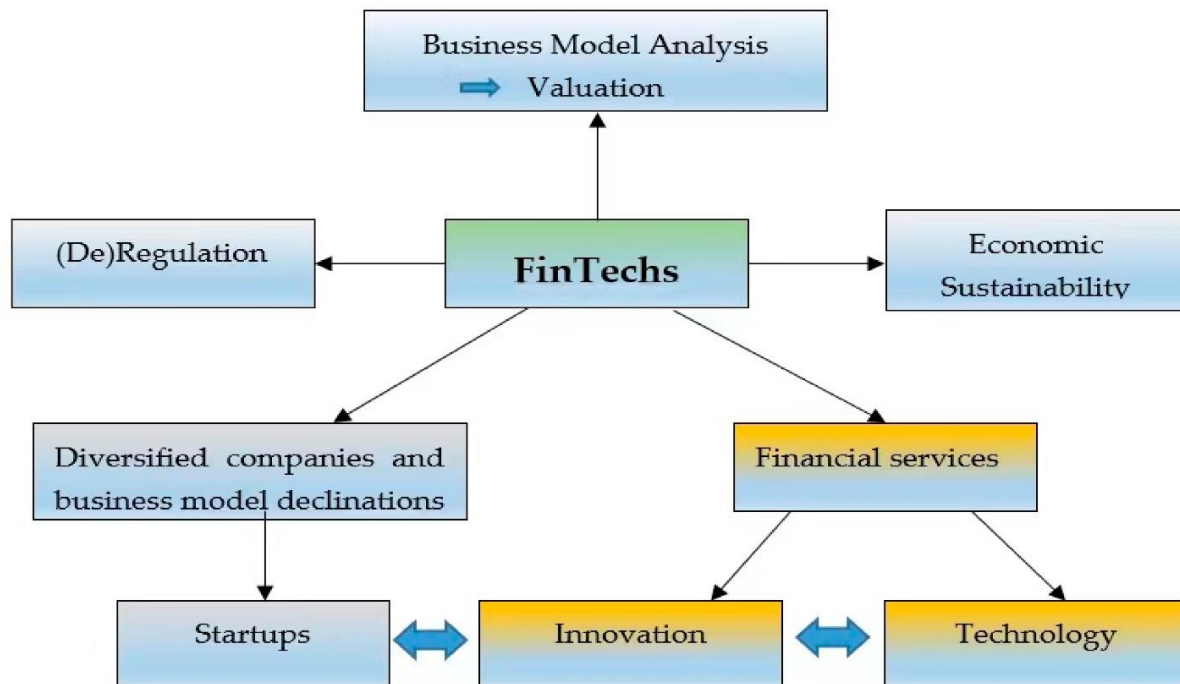 Business Model Analysis
Valuation
(De)Regulation
FinTechs
Economic
Sustainability
Diversified companies and
business model declinations
Financial services
Startups
Innovation
Technology